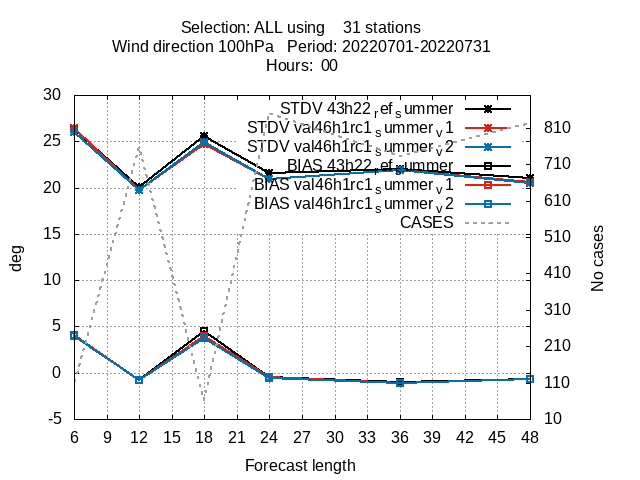 Selection: ALL using 31 stations
Wind direction 100hPa Period: 20220701-20220731
Hours: 00
30
25
20
15
10
5
0
-5
deg
STDV 43h22_ref_summer
STDV val46h1rc1_summer_v1
STDV val46h1rc1_summer_v2
BIAS 43h22_ref_summer
BIAS val46h1rc1_summer_v1
BIAS val46h1rc1_summer_v2
CASES
810
710
610
510
410
310
210
110
10
No cases
6 9 12 15 18 21 24 27 30 33 36 39 42 45 48
Forecast length